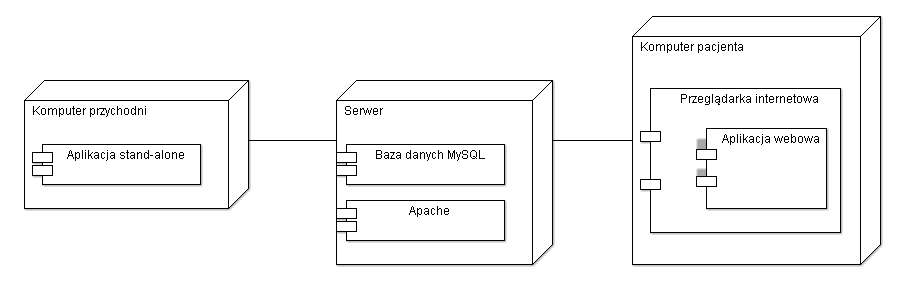 Komputer przychodni
Aplikacja stand-alone
Serwer
Baza danych MySQL
Apache
Komputer pacjenta
Przeglądarka internetowa
Aplikacja webowa